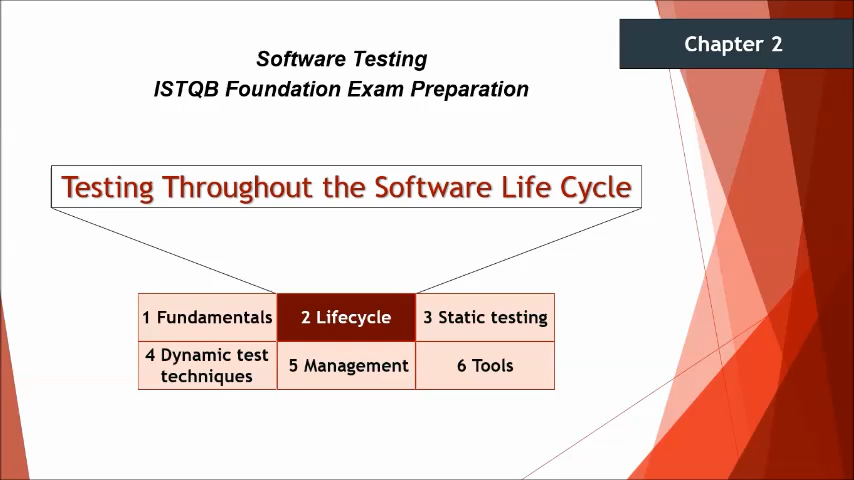 Chapter 2
Software Testing
ISTQB Foundation Exam Preparation
Testing Throughout the Software Life Cycle
1 Fundamentals
2 Lifecycle
3 Static testing
4 Dynamic test
techniques
5 Management
6 Tools